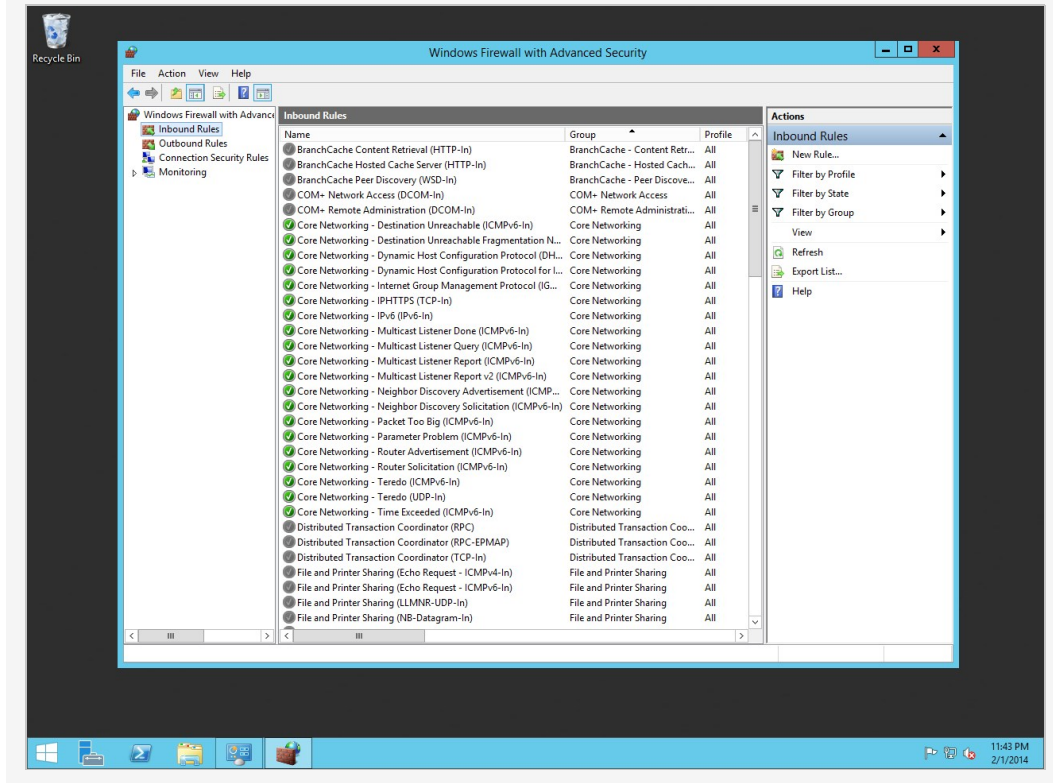 Recycle Bin
Windows Firewall with Advanced Security
File Action View Help
Windows Firewall with Advance
Inbound Rules
Outbound Rules
Connection Security Rules
Monitoring
Inbound Rules
Name Group Profile
BranchCache Content Retrieval (HTTP-In) BranchCache - Content Retr... All
BranchCache Hosted Cache Server (HTTP-In) BranchCache - Hosted Cach... All
BranchCache Peer Discovery (WSD-In) BranchCache - Peer Discove... All
COM+ Network Access (DCOM-In) COM+ Network Access All
COM+ Remote Administration (DCOM-In) COM+ Remote Administrati... All
Core Networking - Destination Unreachable (ICMPv6-In) Core Networking All
Core Networking - Destination Unreachable Fragmentation N... Core Networking All
Core Networking - Dynamic Host Configuration Protocol (DH... Core Networking All
Core Networking - Dynamic Host Configuration Protocol for I... Core Networking All
Core Networking - Internet Group Management Protocol (IG... Core Networking All
Core Networking - IPHTTPS (TCP-In) Core Networking All
Core Networking - IPv6 (IPv6-In) Core Networking All
Core Networking - Multicast Listener Done (ICMPv6-In) Core Networking All
Core Networking - Multicast Listener Query (ICMPv6-In) Core Networking All
Core Networking - Multicast Listener Report (ICMPv6-In) Core Networking All
Core Networking - Multicast Listener Report v2 (ICMPv6-In) Core Networking All
Core Networking - Neighbor Discovery Advertisement (ICMP... Core Networking All
Core Networking - Neighbor Discovery Solicitation (ICMPv6-In) Core Networking All
Core Networking - Packet Too Big (ICMPv6-In) Core Networking All
Core Networking - Parameter Problem (ICMPv6-In) Core Networking All
Core Networking - Router Advertisement (ICMPv6-In) Core Networking All
Core Networking - Router Solicitation (ICMPv6-In) Core Networking All
Core Networking - Teredo (ICMPv6-In) Core Networking All
Core Networking - Teredo (UDP-In) Core Networking All
Core Networking - Time Exceeded (ICMPv6-In) Core Networking All
Distributed Transaction Coordinator (RPC) Distributed Transaction Coo... All
Distributed Transaction Coordinator (RPC-EPMAP) Distributed Transaction Coo... All
Distributed Transaction Coordinator (TCP-In) Distributed Transaction Coo... All
File and Printer Sharing (Echo Request - ICMPv4-In) File and Printer Sharing All
File and Printer Sharing (Echo Request - ICMPv6-In) File and Printer Sharing All
File and Printer Sharing (LLMNR-UDP-In) File and Printer Sharing All
File and Printer Sharing (NB-Datagram-In) File and Printer Sharing All
Actions
Inbound Rules
New Rule...
Filter by Profile
Filter by State
Filter by Group
View
Refresh
Export List...
Help
11:43 PM
2/1/2014